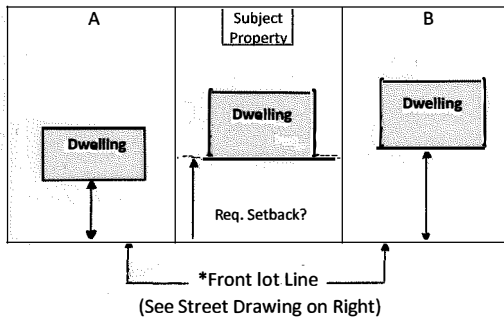 A
Subject
Property
B
Dwelling
Dwelling
Dwelling
Req. Setback?
*Front lot Line
(See Street Drawing on Right)